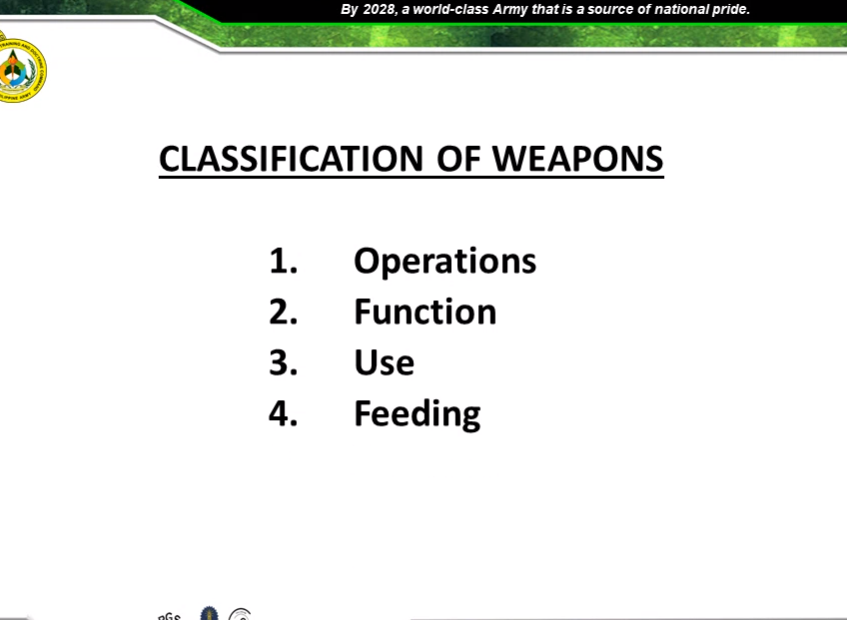 By 2028, a world-class Army that is a source of national pride.
CLASSIFICATION OF WEAPONS
1. Operations
2. Function
3. Use
4. Feeding